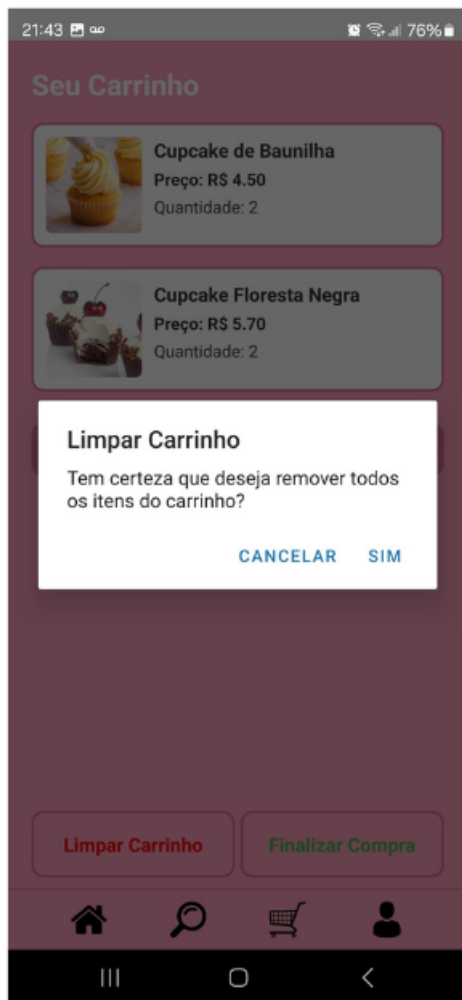 21:43
76%
Seu Carrinho
Cupcake de Baunilha
Preço: R$ 4.50
Quantidade: 2
Cupcake Floresta Negra
Preço: R$ 5.70
Quantidade: 2
Limpar Carrinho
Tem certeza que deseja remover todos
os itens do carrinho?
CANCELAR SIM
Limpar Carrinho
Finalizar Compra